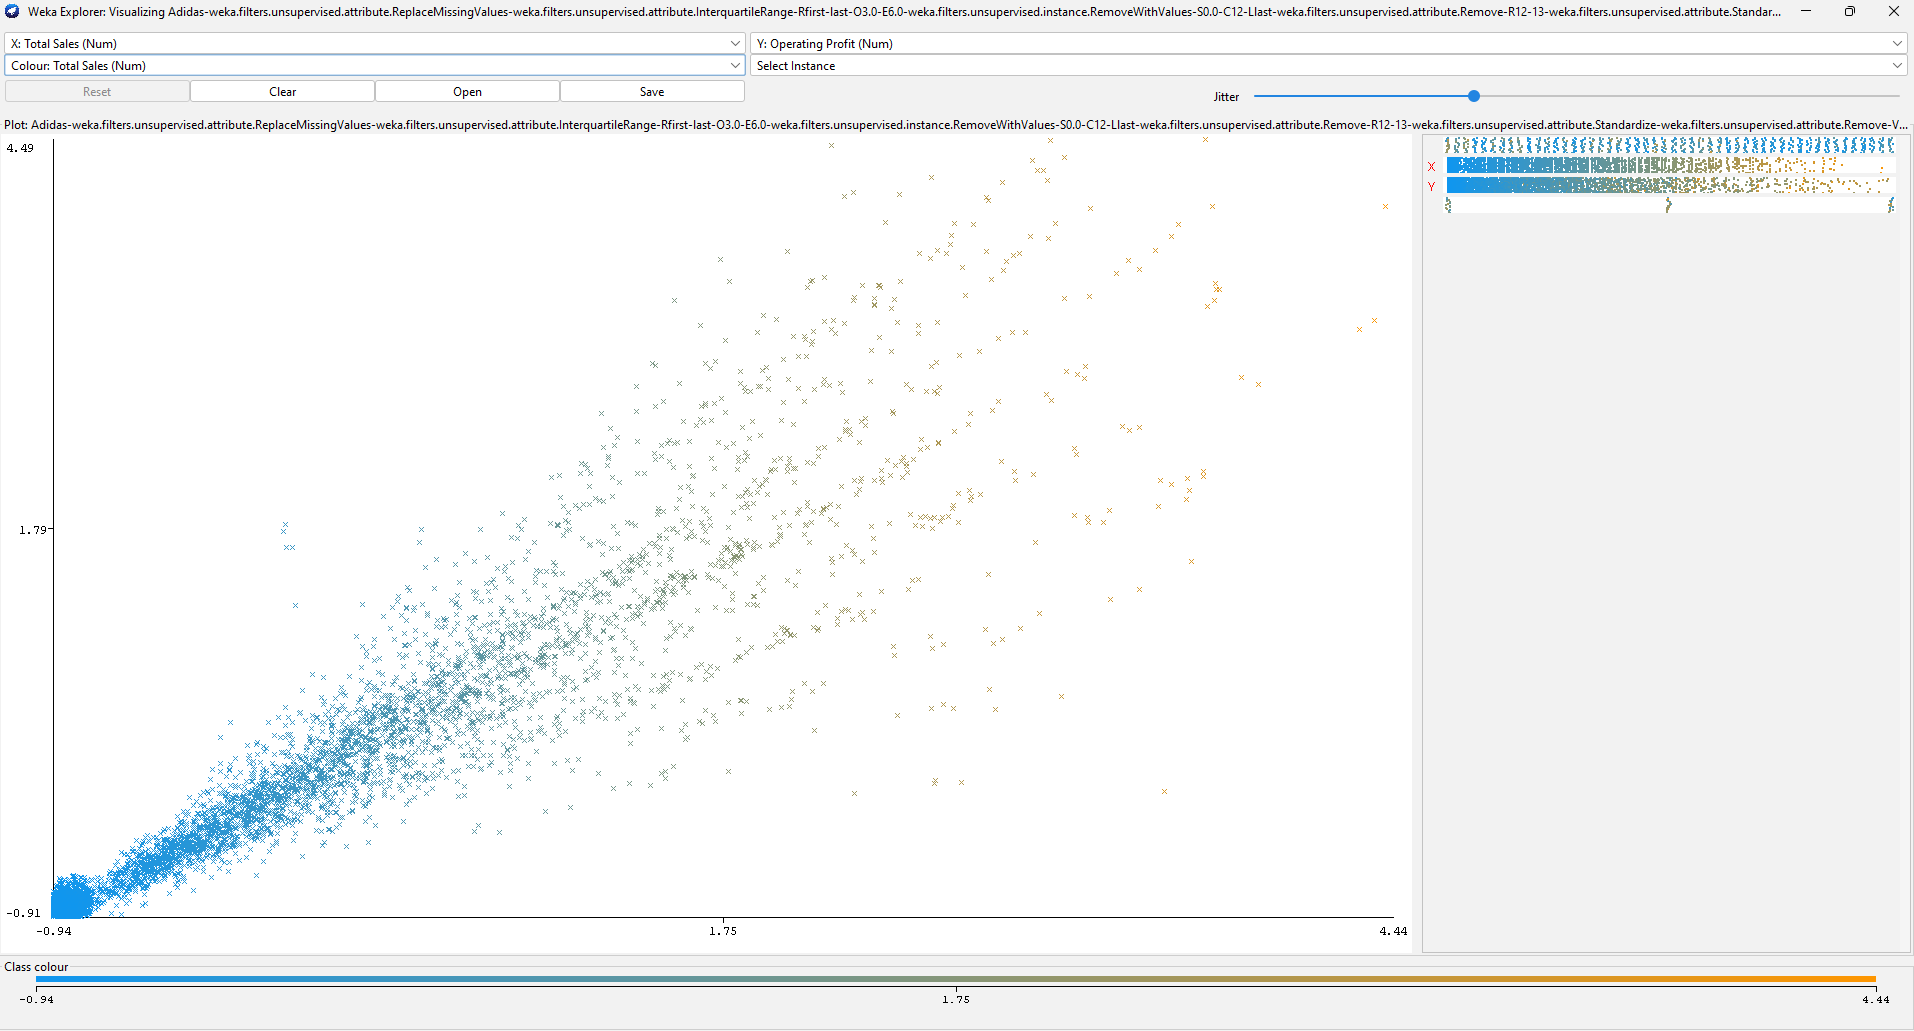 Weka Explorer: Visualizing Adidas-weka.filters.unsupervised.attribute.ReplaceMissingValues-weka.filters.unsupervised.attribute.InterquartileRange-Rfirst-last-O3.0-E6.0-weka.filters.unsupervised.instance.RemoveWithValues-S0.0-C12-Llast-weka.filters.unsupervised.attribute.Remove-R12-13-weka.filters.unsupervised.attribute.Standar...
X: Total Sales (Num)
Y: Operating Profit (Num)
Colour: Total Sales (Num)
Select Instance
Reset
Clear
Open
Save
Jitter
Plot: Adidas-weka.filters.unsupervised.attribute.ReplaceMissingValues-weka.filters.unsupervised.attribute.InterquartileRange-Rfirst-last-O3.0-E6.0-weka.filters.unsupervised.instance.RemoveWithValues-S0.0-C12-Llast-weka.filters.unsupervised.attribute.Remove-R12-13-weka.filters.unsupervised.attribute.Standardize-weka.filters.unsupervised.attribute.Remove-V...
4.49
X
Y
1.79
-0.91
-0.94
1.75
4.44
Class colour
-0.94
1.75
4.44